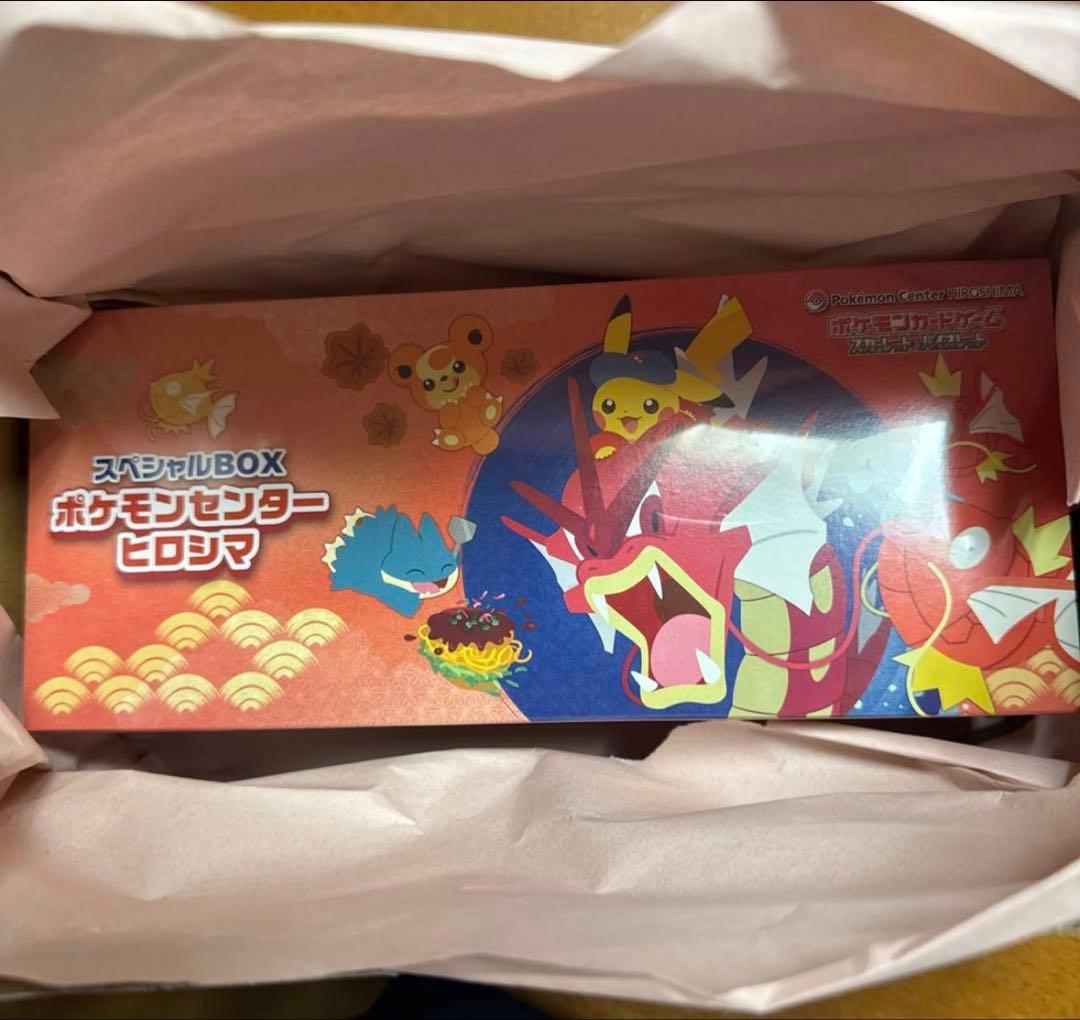 Pokémon Center HIROSHIMA
ポケモンカードゲーム
スカーレット&バイオレット
スペシャルBOX
ポケモンセンター
ヒロシマ